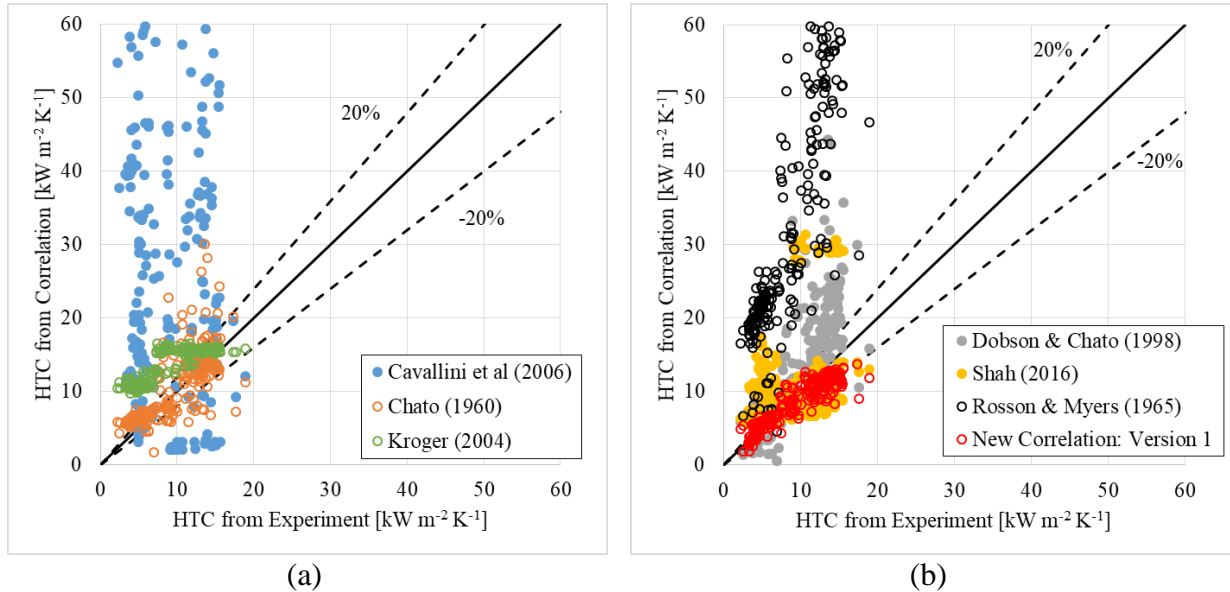 60
50
40
30
20
10
0
HTC from Correlation [kW m-2 K-1]
20%
-20%
Cavallini et al (2006)
Chato (1960)
Kroger (2004)
0 10 20 30 40 50 60
HTC from Experiment [kW m-2 K-1]
(a)
60
50
40
30
20
10
0
HTC from Correlation [kW m-2 K-1]
20%
-20%
Dobson & Chato (1998)
Shah (2016)
Rosson & Myers (1965)
New Correlation: Version 1
0 10 20 30 40 50 60
HTC from Experiment [kW m-2 K-1]
(b)